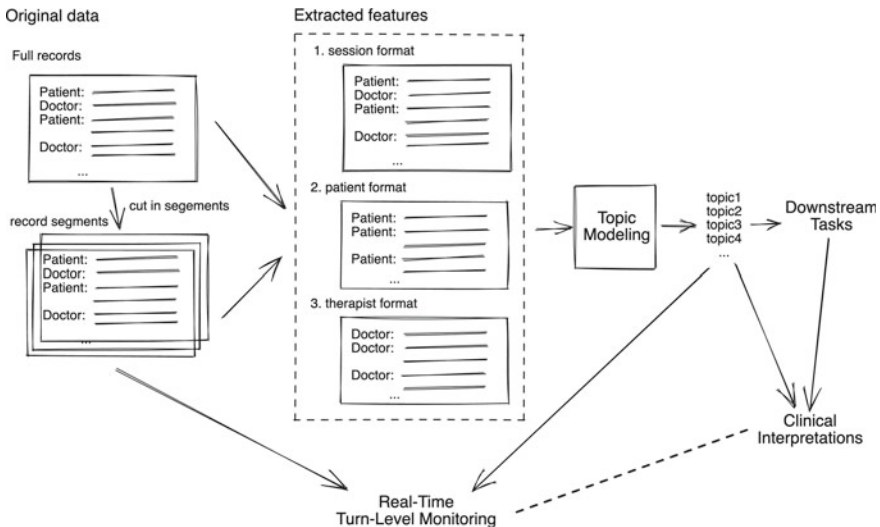 Original data
Full records
Patient:
Doctor:
Patient:
Doctor:
...
cut in segements
record segments
Patient:
Doctor:
Patient:
Doctor:
...
Extracted features
1. session format
Patient:
Doctor:
Patient:
Doctor:
...
2. patient format
Patient:
Patient:
Patient:
...
3. therapist format
Doctor:
Doctor:
Doctor:
...
Topic
Modeling
topic1
topic2
topic3
topic4
...
Downstream
Tasks
Clinical
Interpretations
Real-Time
Turn-Level Monitoring